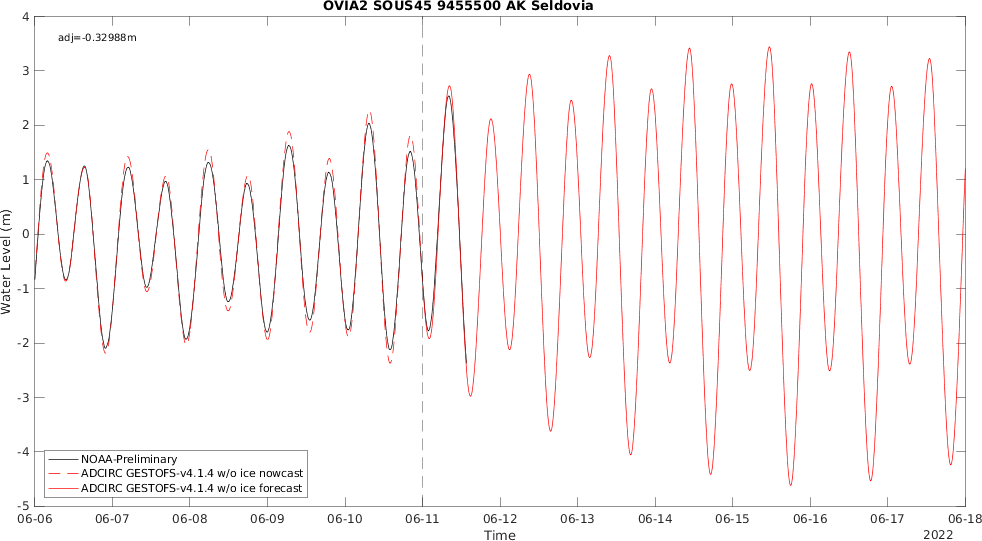 OVIA2 SOUS45 9455500 AK Seldovia
adj=-0.32988m
4
3
2
1
0
-1
-2
-3
-4
-5
Water Level (m)
NOAA-Preliminary
ADCIRC GESTOFS-v4.1.4 w/o ice nowcast
ADCIRC GESTOFS-v4.1.4 w/o ice forecast
06-06 06-07 06-08 06-09 06-10 06-11 06-12 06-13 06-14 06-15 06-16 06-17 06-18
Time
2022